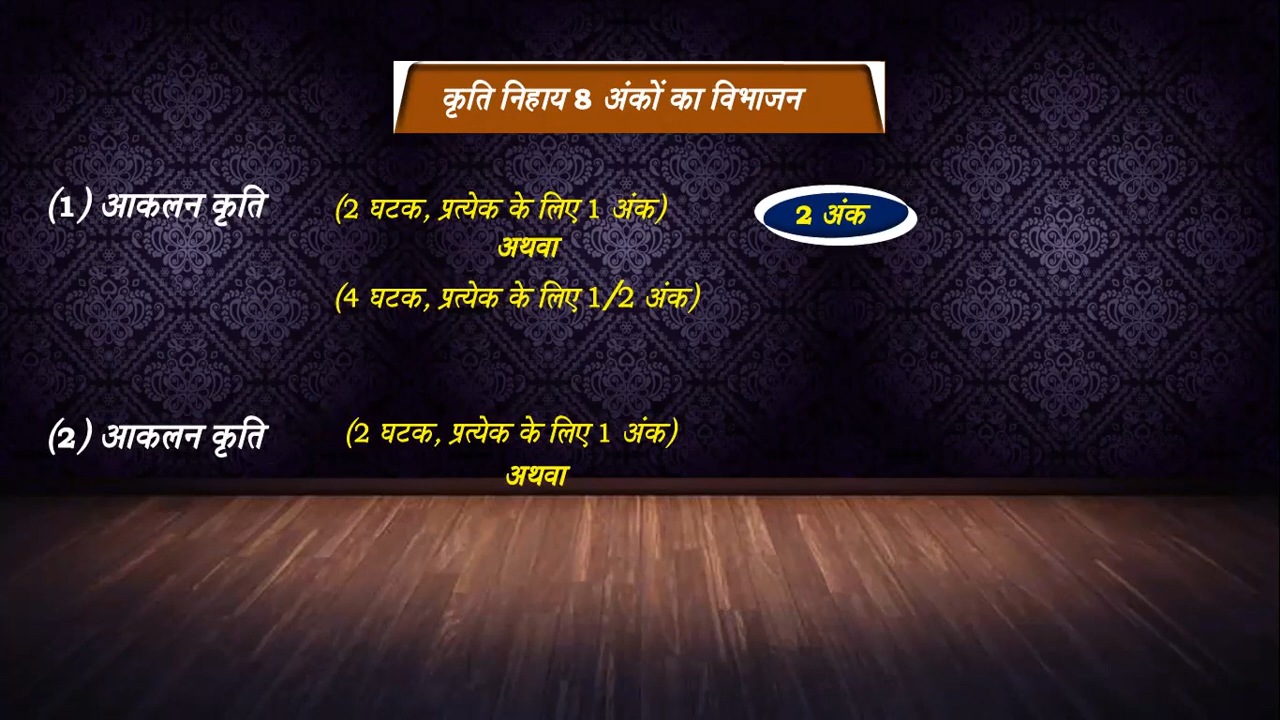 कृति निहाय 8 अंकों का विभाजन
(1) आकलन कृति (2 घटक, प्रत्येक के लिए 1 अंक) 2 अंक
अथवा
(4 घटक, प्रत्येक के लिए 1/2 अंक)
(2) आकलन कृति (2 घटक, प्रत्येक के लिए 1 अंक)
अथवा